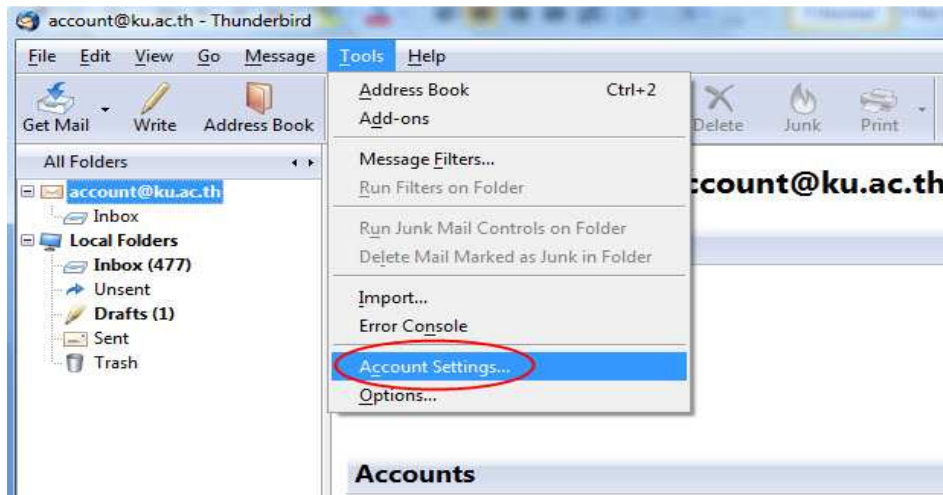 account@ku.ac.th - Thunderbird
File Edit View Go Message Tools Help
Get Mail Write Address Book Delete Junk Print
Address Book Ctrl+2
Add-ons
Message Filters...
Run Filters on Folder
Run Junk Mail Controls on Folder
Delete Mail Marked as Junk in Folder
Import...
Error Console
Account Settings...
Options...
All Folders
account@ku.ac.th
Inbox
Local Folders
Inbox (477)
Unsent
Drafts (1)
Sent
Trash
ccount@ku.ac.th
Accounts